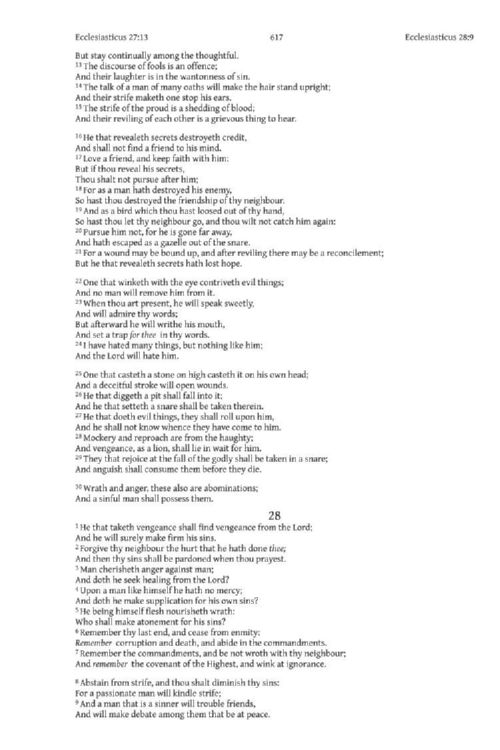 Ecclesiasticus 27:13 617 Ecclesiasticus 28:9
But stay continually among the thoughtful.
13 The discourse of fools is an offence;
And their laughter is in the wantonness of sin.
14 The talk of a man of many oaths will make the hair stand upright;
And their strife maketh one stop his ears.
15 The strife of the proud is a shedding of blood;
And their reviling of each other is a grievous thing to hear.
16 He that revealeth secrets destroyeth credit,
And shall not find a friend to his mind.
17 Love a friend, and keep faith with him:
But if thou reveal his secrets,
Thou shalt not pursue after him;
18 For as a man hath destroyed his enemy,
So hast thou destroyed the friendship of thy neighbour.
19 And as a bird which thou hast loosed out of thy hand,
So hast thou let thy neighbour go, and thou wilt not catch him again:
20 Pursue him not, for he is gone far away,
And hath escaped as a gazelle out of the snare.
21 For a wound may be bound up, and after reviling there may be a reconcilement;
But he that revealeth secrets hath lost hope.
22 One that winketh with the eye contriveth evil things;
And no man will remove him from it.
23 When thou art present, he will speak sweetly,
And will admire thy words;
But afterward he will writhe his mouth,
And set a trap for thee in thy words.
24 I have hated many things, but nothing like him;
And the Lord will hate him.
25 One that casteth a stone on high casteth it on his own head;
And a deceitful stroke will open wounds.
26 He that diggeth a pit shall fall into it;
And he that setteth a snare shall be taken therein.
27 He that doeth evil things, they shall roll upon him,
And he shall not know whence they have come to him.
28 Mockery and reproach are from the haughty;
And vengeance, as a lion, shall lie in wait for him.
29 They that rejoice at the fall of the godly shall be taken in a snare;
And anguish shall consume them before they die.
30 Wrath and anger, these also are abominations;
And a sinful man shall possess them.
28
1 He that taketh vengeance shall find vengeance from the Lord;
And he will surely make firm his sins.
2 Forgive thy neighbour the hurt that he hath done thee;
And then thy sins shall be pardoned when thou prayest.
3 Man cherisheth anger against man;
And doth he seek healing from the Lord?
4 Upon a man like himself he hath no mercy;
And doth he make supplication for his own sins?
5 He being himself flesh nourisheth wrath:
Who shall make atonement for his sins?
6 Remember thy last end, and cease from enmity:
Remember corruption and death, and abide in the commandments.
7 Remember the commandments, and be not wroth with thy neighbour;
And remember the covenant of the Highest, and wink at ignorance.
8 Abstain from strife, and thou shalt diminish thy sins:
For a passionate man will kindle strife;
9 And a man that is a sinner will trouble friends,
And will make debate among them that be at peace.